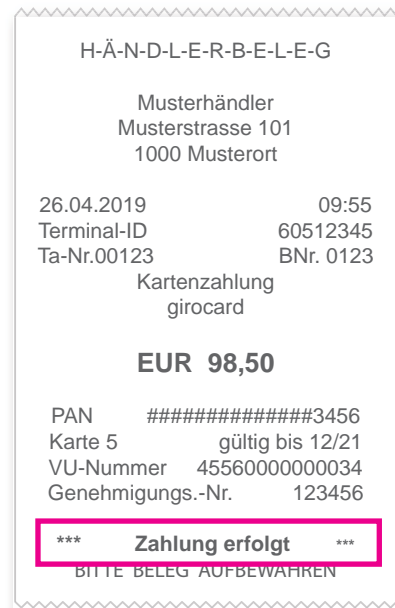 H-Ä-N-D-L-E-R-B-E-L-E-G
Musterhändler
Musterstrasse 101
1000 Musterort
26.04.2019 09:55
Terminal-ID 60512345
Ta-Nr.00123 BNr. 0123
Kartenzahlung
girocard
EUR 98,50
PAN ##############3456
Karte 5 gültig bis 12/21
VU-Nummer 45560000000034
Genehmigungs.-Nr. 123456
*** Zahlung erfolgt ***
BITTE BELEG AUFBEWAHREN